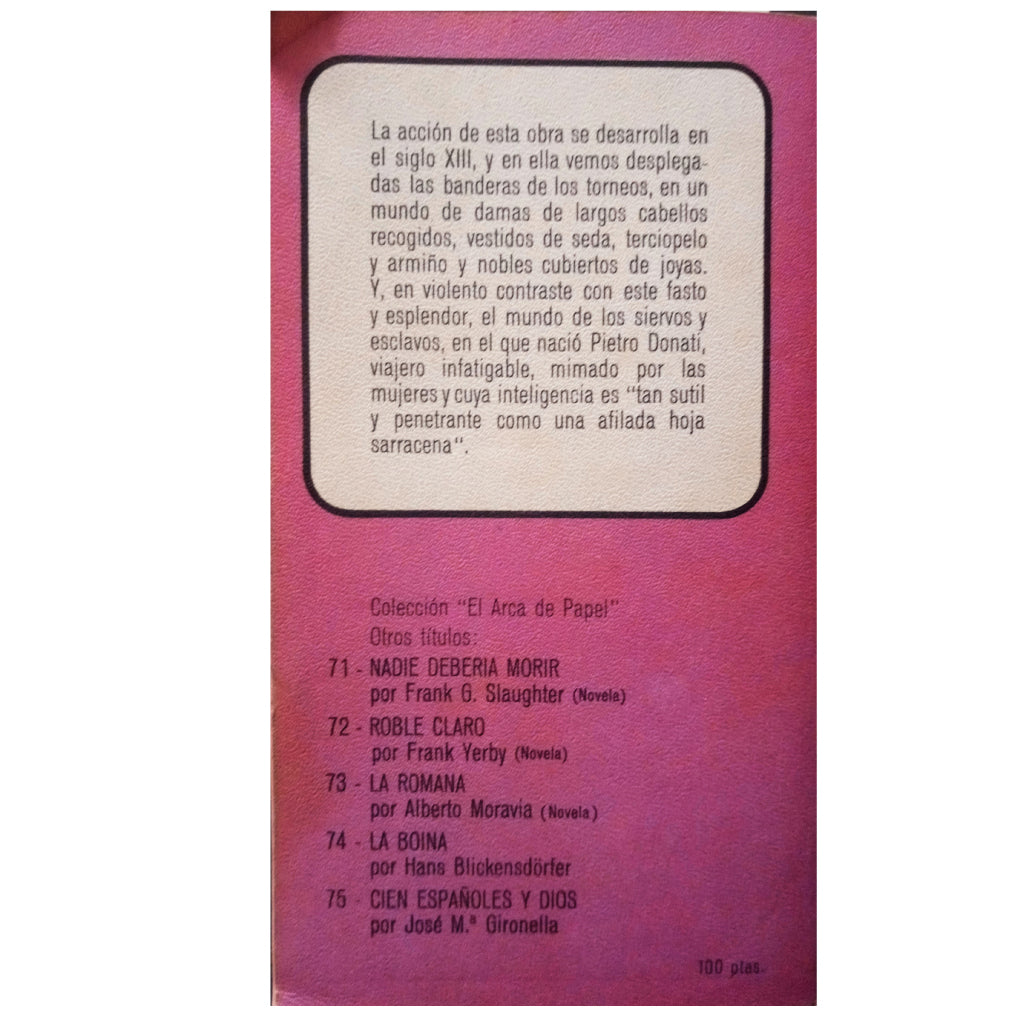 La acción de esta obra se desarrolla en
el siglo XIII, y en ella vemos desplega-
das las banderas de los torneos, en un
mundo de damas de largos cabellos
recogidos, vestidos de seda, terciopelo
y armiño y nobles cubiertos de joyas.
Y, en violento contraste con este fasto
y esplendor, el mundo de los siervos y
esclavos, en el que nació Pietro Donati,
viajero infatigable, mimado por las
mujeres y cuya inteligencia es "tan sutil
y penetrante como una afilada hoja
sarracena".
Colección "El Arca de Papel"
Otros títulos:
71 - NADIE DEBERIA MORIR
por Frank G. Slaughter (Novela)
72 - ROBLE CLARO
por Frank Yerby (Novela)
73 - LA ROMANA
por Alberto Moravia (Novela)
74 - LA BOINA
por Hans Blickensdörfer
75 - CIEN ESPAÑOLES Y DIOS
por José M.ª Gironella
100 ptas.